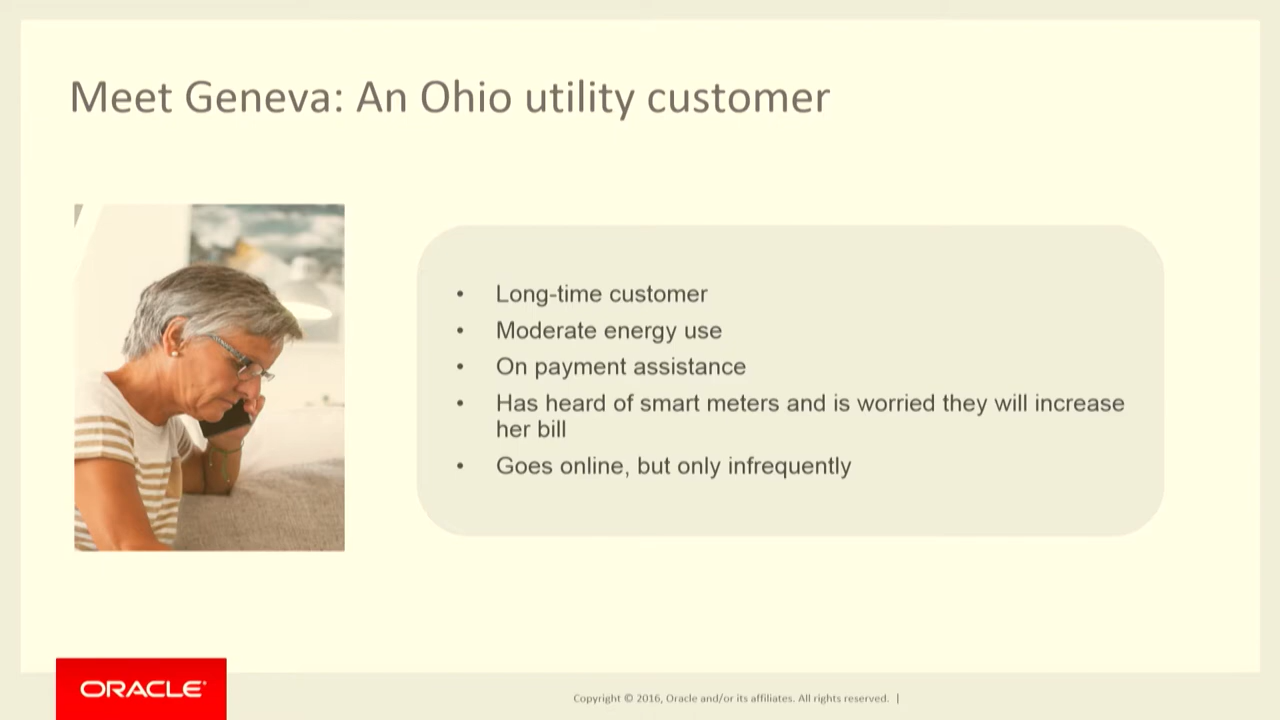 Meet Geneva: An Ohio utility customer
• Long-time customer
• Moderate energy use
• On payment assistance
• Has heard of smart meters and is worried they will increase
her bill
• Goes online, but only infrequently
ORACLE®
Copyright © 2016, Oracle and/or its affiliates. All rights reserved. |